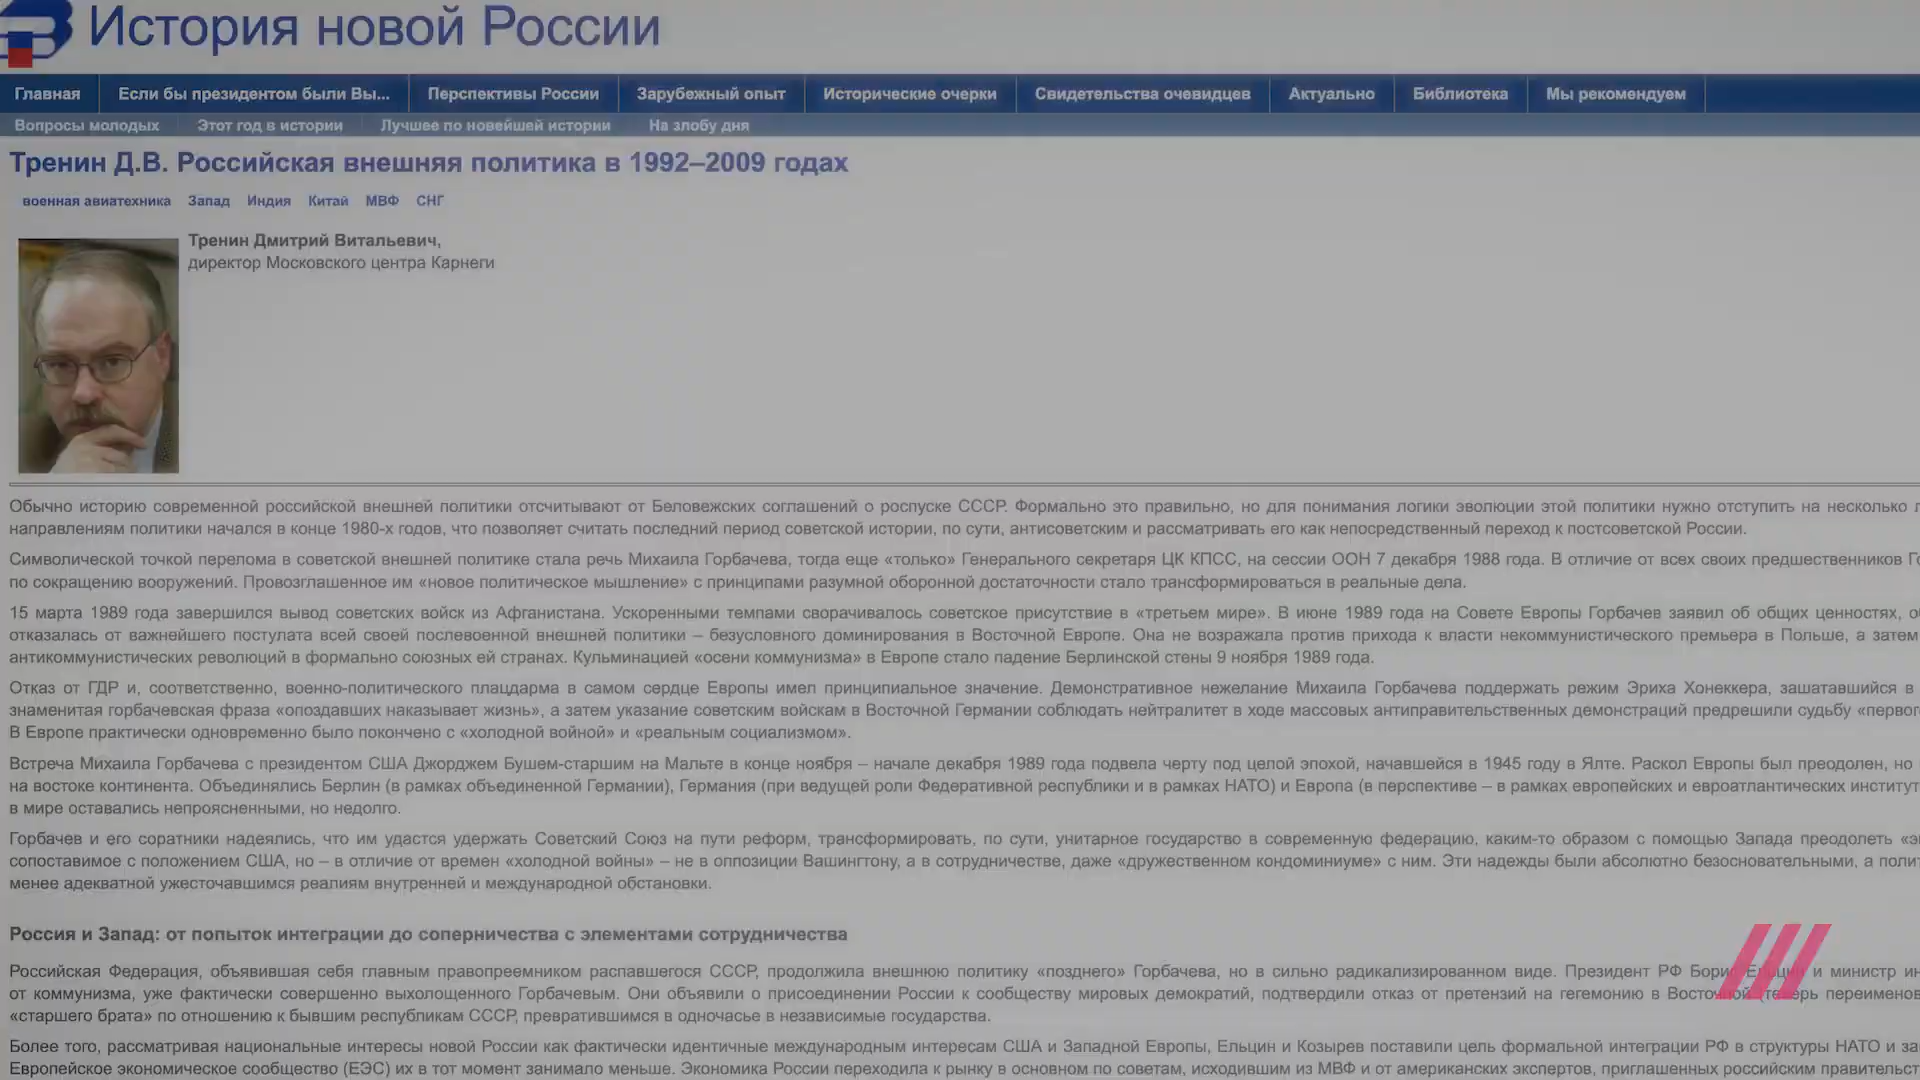 История новой России
Главная Если бы президентом были Вы... Перспективы России Зарубежный опыт Исторические очерки Свидетельства очевидцев Актуально Библиотека Мы рекомендуем
Вопросы молодых Этот год в истории Лучшее по новейшей истории На злобу дня
Тренин Д.В. Российская внешняя политика в 1992–2009 годах
военная авиатехника Запад Индия Китай МВФ СНГ
Тренин Дмитрий Витальевич,
директор Московского центра Карнеги
Обычно историю современной российской внешней политики отсчитывают от Беловежских соглашений о роспуске СССР. Формально это правильно, но для понимания логики эволюции этой политики нужно отступить на несколько
направлениям политики начался в конце 1980-х годов, что позволяет считать последний период советской истории, по сути, антисоветским и рассматривать его как непосредственный переход к постсоветской России.
Символической точкой перелома в советской внешней политике стала речь Михаила Горбачева, тогда еще «только» Генерального секретаря ЦК КПСС, на сессии ООН 7 декабря 1988 года. В отличие от всех своих предшественников
по сокращению вооружений. Провозглашенное им «новое политическое мышление» с принципами разумной оборонной достаточности стало трансформироваться в реальные дела.
15 марта 1989 года завершился вывод советских войск из Афганистана. Ускоренными темпами сворачивалось советское присутствие в «третьем мире». В июне 1989 года на Совете Европы Горбачев заявил об общих ценностях,
отказалась от важнейшего постулата всей своей послевоенной внешней политики – безусловного доминирования в Восточной Европе. Она не возражала против прихода к власти некоммунистического премьера в Польше, а затем
антикоммунистических революций в формально союзных ей странах. Кульминацией «осени коммунизма» в Европе стало падение Берлинской стены 9 ноября 1989 года.
Отказ от ГДР и, соответственно, военно-политического плацдарма в самом сердце Европы имел принципиальное значение. Демонстративное нежелание Михаила Горбачева поддержать режим Эриха Хонеккера, зашатавшийся в
знаменитая горбачевская фраза «опоздавших наказывает жизнь», а затем указание советским войскам в Восточной Германии соблюдать нейтралитет в ходе массовых антиправительственных демонстраций предрешили судьбу
В Европе практически одновременно было покончено с «холодной войной» и «реальным социализмом».
Встреча Михаила Горбачева с президентом США Джорджем Бушем-старшим на Мальте в конце ноября – начале декабря 1989 года подвела черту под целой эпохой, начавшейся в 1945 году в Ялте. Раскол Европы был преодолен, но
на востоке континента. Объединялись Берлин (в рамках объединенной Германии), Германия (при ведущей роли Федеративной республики и в рамках НАТО) и Европа (в перспективе – в рамках европейских и евроатлантических
в мире оставались непроясненными, но недолго.
Горбачев и его соратники надеялись, что им удастся удержать Советский Союз на пути реформ, трансформировать, по сути, унитарное государство в современную федерацию, каким-то образом с помощью Запада преодолеть
сопоставимое с положением США, но – в отличие от времен «холодной войны» – не в оппозиции Вашингтону, а в сотрудничестве, даже «дружественном кондоминиуме» с ним. Эти надежды были абсолютно безосновательными, а
менее адекватной ужесточавшимся реалиям внутренней и международной обстановки.
Россия и Запад: от попыток интеграции до соперничества с элементами сотрудничества
Российская Федерация, объявившая себя главным правопреемником распавшегося СССР, продолжила внешнюю политику «позднего» Горбачева, но в сильно радикализированном виде. Президент РФ Борис Ельцин и министр
от коммунизма, уже фактически совершенно выхолощенного Горбачевым. Они объявили о присоединении России к сообществу мировых демократий, подтвердили отказ от претензий на гегемонию в Восточной (теперь
«старшего брата» по отношению к бывшим республикам СССР, превратившимся в одночасье в независимые государства.
Более того, рассматривая национальные интересы новой России как фактически идентичные международным интересам США и Западной Европы, Ельцин и Козырев поставили цель формальной интеграции РФ в структуры НАТО и
Европейское экономическое сообщество (ЕЭС) их в тот момент занимало меньше. Экономика России переходила к рынку в основном по советам, исходившим из МВФ и от американских экспертов, приглашенных российским